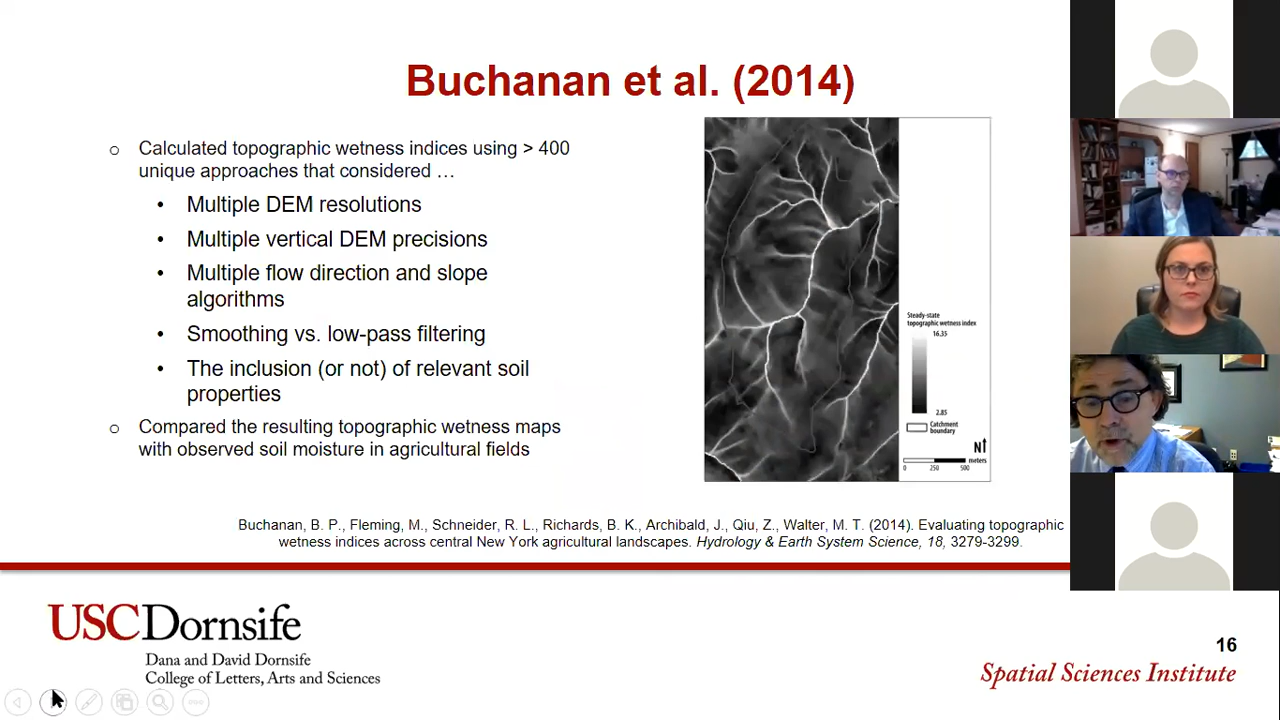 Buchanan et al. (2014)
Calculated topographic wetness indices using > 400
unique approaches that considered …
Multiple DEM resolutions
Multiple vertical DEM precisions
Multiple flow direction and slope
algorithms
Smoothing vs. low-pass filtering
The inclusion (or not) of relevant soil
properties
Compared the resulting topographic wetness maps
with observed soil moisture in agricultural fields
Steady-state
topographic wetness index
16.35
2.85
Catchment
boundary
N
meters
0 250 500
Buchanan, B. P., Fleming, M., Schneider, R. L., Richards, B. K., Archibald, J., Qiu, Z., Walter, M. T. (2014). Evaluating topographic
wetness indices across central New York agricultural landscapes. Hydrology & Earth System Science, 18, 3279-3299.
USCDornsife
Dana and David Dornsife
College of Letters, Arts and Sciences
16
Spatial Sciences Institute